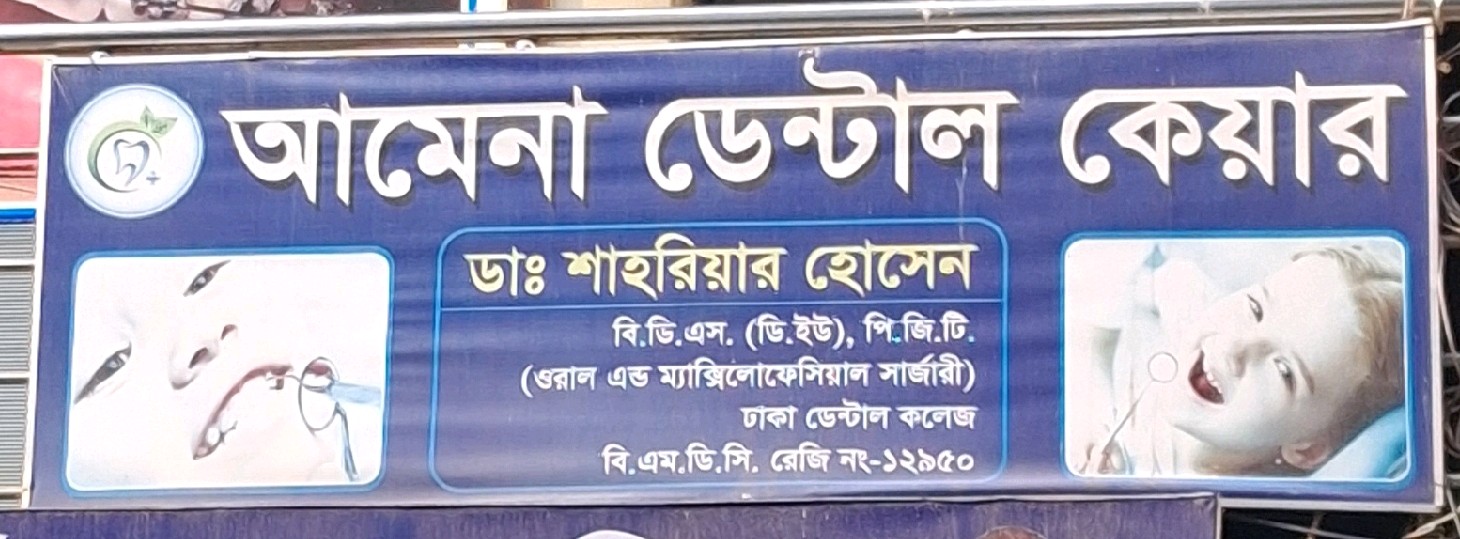 আমেনা ডেন্টাল কেয়ার
ডাঃ শাহরিয়ার হোসেন
বি.ডি.এস. (ডি.ইউ), পি.জি.টি.
(ওরাল এন্ড ম্যাক্সিলোফেসিয়াল সার্জারী)
ঢাকা ডেন্টাল কলেজ
বি.এম.ডি.সি. রেজি নং-১২৯৫০